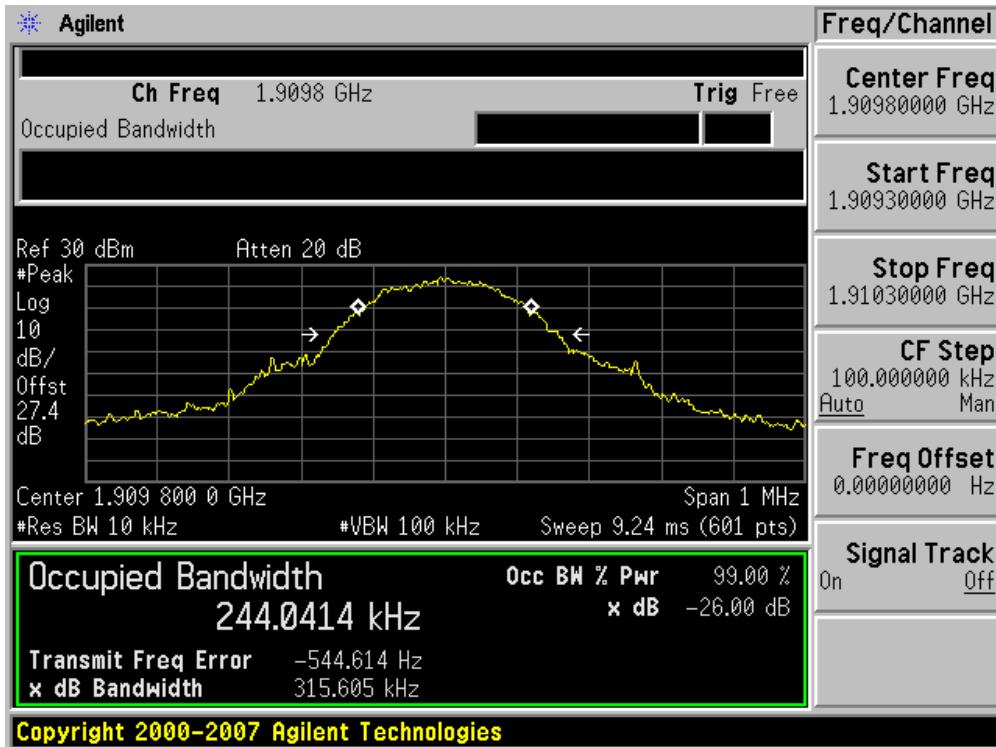 Agilent
Ch Freq 1.9098 GHz Trig Free
Occupied Bandwidth
Ref 30 dBm Atten 20 dB
#Peak
Log
10
dB/
Offst
27.4
dB
Center 1.909 800 0 GHz Span 1 MHz
#Res BW 10 kHz #VBW 100 kHz Sweep 9.24 ms (601 pts)
Occupied Bandwidth
244.0414 kHz
Occ BW % Pwr 99.00 %
x dB -26.00 dB
Transmit Freq Error -544.614 Hz
x dB Bandwidth 315.605 kHz
Copyright 2000-2007 Agilent Technologies
Freq/Channel
Center Freq
1.90980000 GHz
Start Freq
1.90930000 GHz
Stop Freq
1.91030000 GHz
CF Step
100.000000 kHz
Auto Man
Freq Offset
0.00000000 Hz
Signal Track
On Off